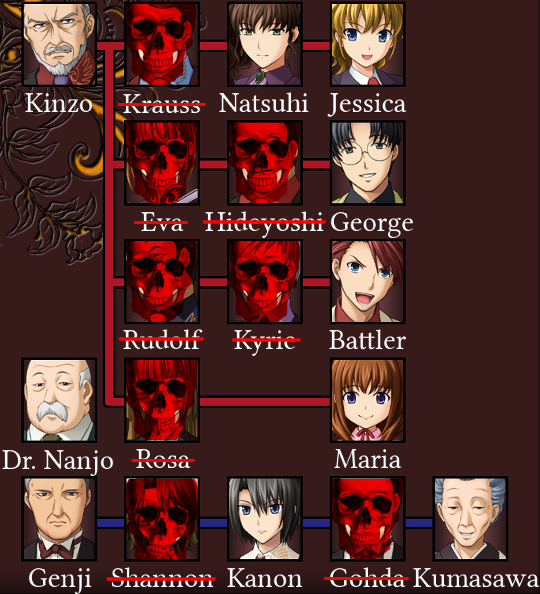 Kinzo Krauss Natsuhi Jessica
Eva Hideyoshi George
Rudolf Kyrie Battler
Dr. Nanjo Rosa Maria
Genji Shannon Kanon Gohda Kumasawa